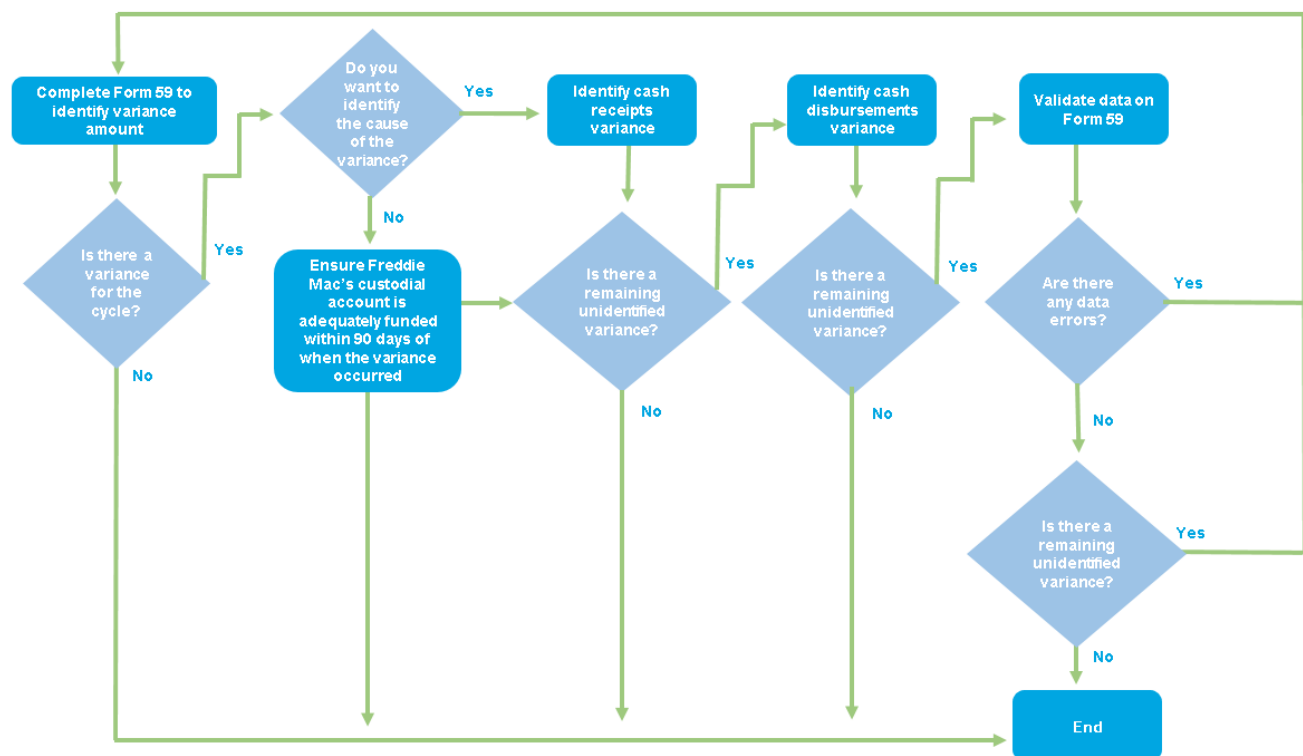 Complete Form 59 to
identify variance
amount
Is there a
variance
for the
cycle?
Yes
No
Do you
want to
identify
the cause
of the
variance?
Yes
No
Ensure Freddie
Mac's custodial
account is
adequately funded
within 90 days of
when the variance
occurred
Identify cash
receipts
variance
Is there a
remaining
unidentified
variance?
Yes
No
Identify cash
disbursements
variance
Is there a
remaining
unidentified
variance?
Yes
No
Validate data on
Form 59
Are there
any data
errors?
Yes
No
Is there a
remaining
unidentified
variance?
Yes
No
End